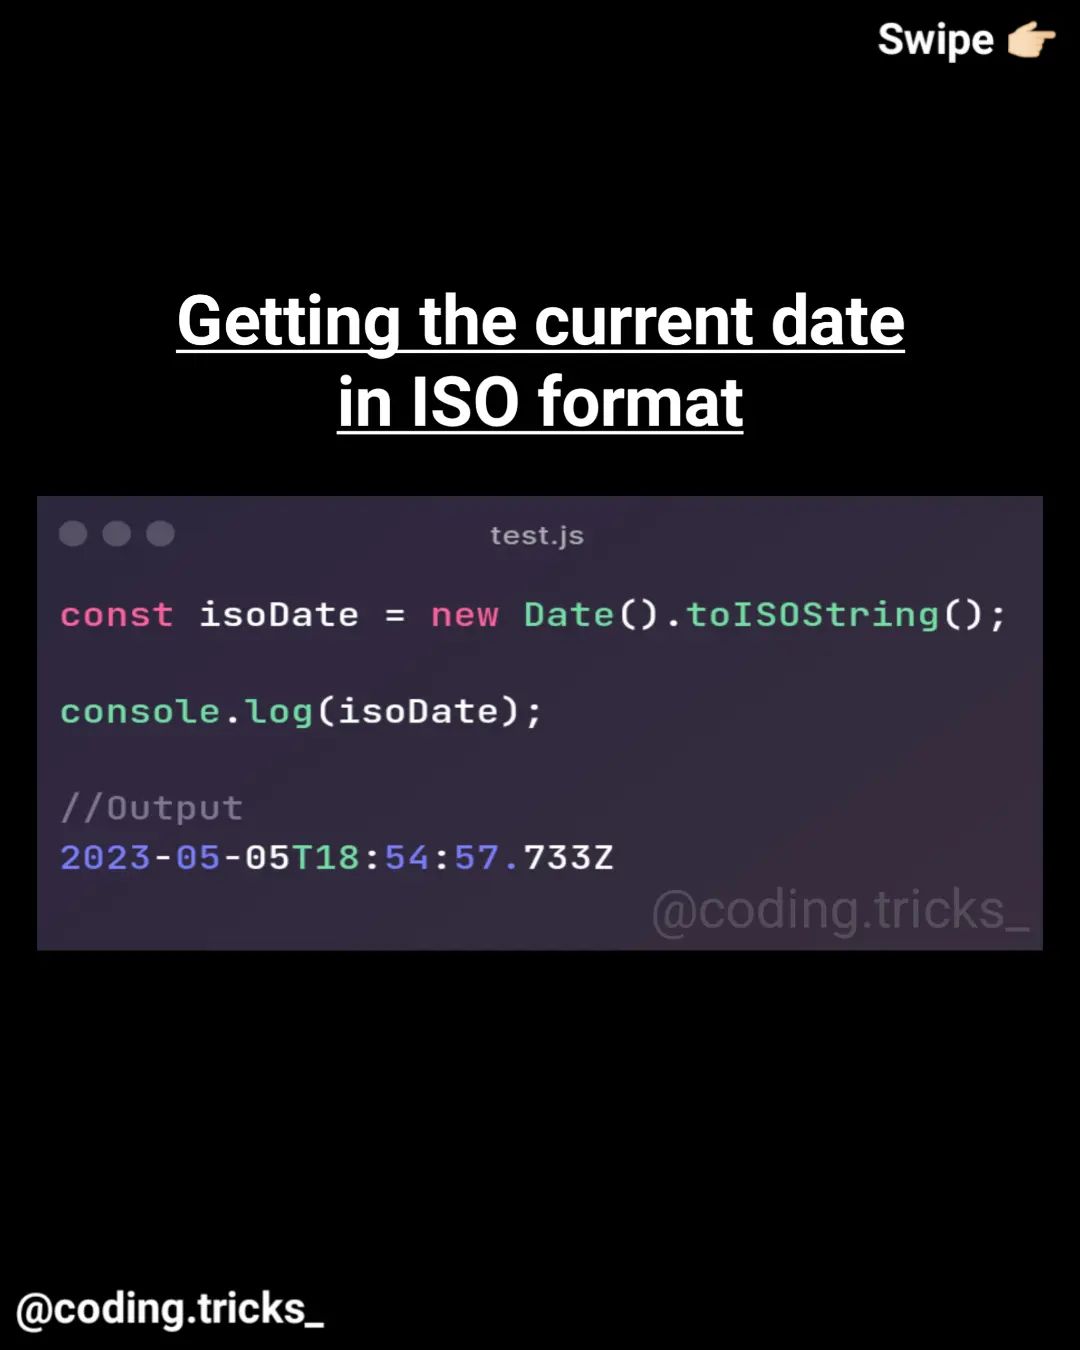 Swipe 👉🏻
Getting the current date
in ISO format
test.js
const isoDate = new Date().toISOString();
console.log(isoDate);
//Output
2023-05-05T18:54:57.733Z
@coding.tricks_
@coding.tricks_